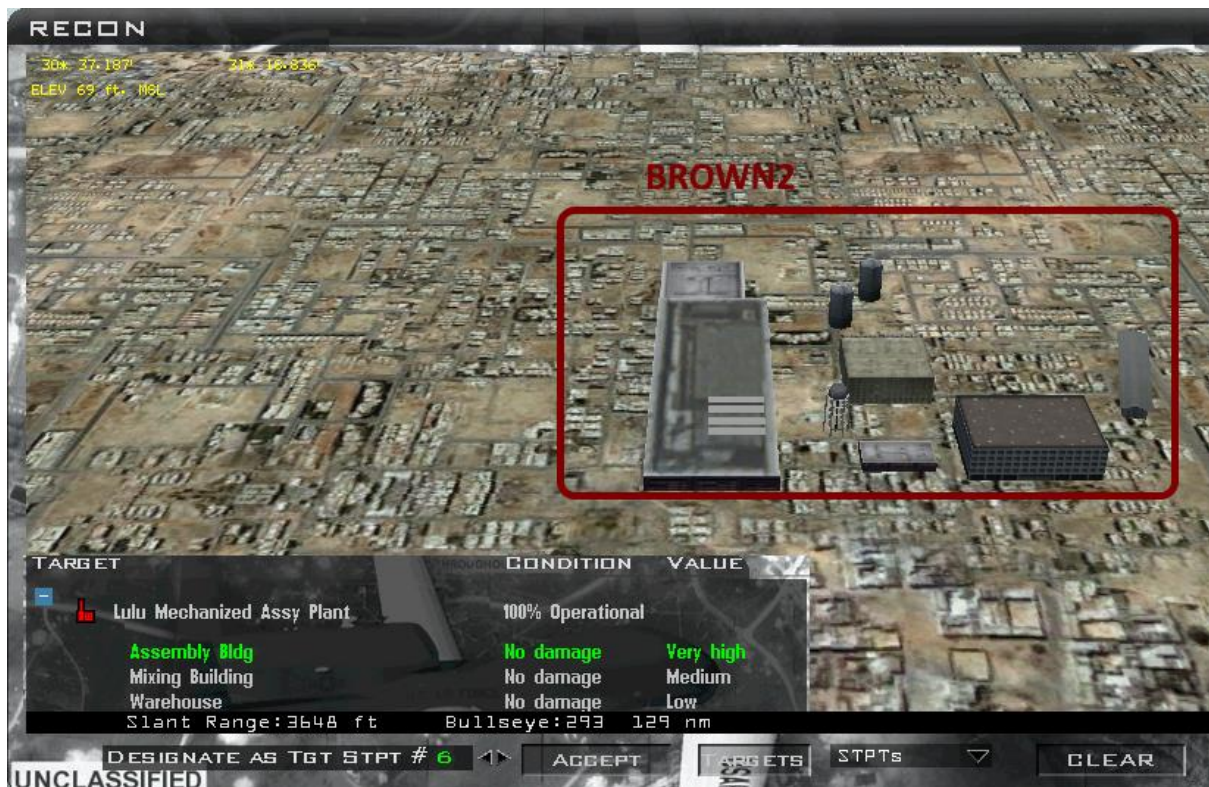 RECON
30* 37.187' 31* 18.836'
ELEV 69 ft. MSL
BROWN2
TARGET CONDITION VALUE
Lulu Mechanized Assy Plant 100% Operational
Assembly Bldg No damage Very high
Mixing Building No damage Medium
Warehouse No damage Low
Slant Range:3648 ft Bullseye:293 129 nm
DESIGNATE AS TGT STPT # 6 ACCEPT TARGETS STPTs CLEAR
UNCLASSIFIED